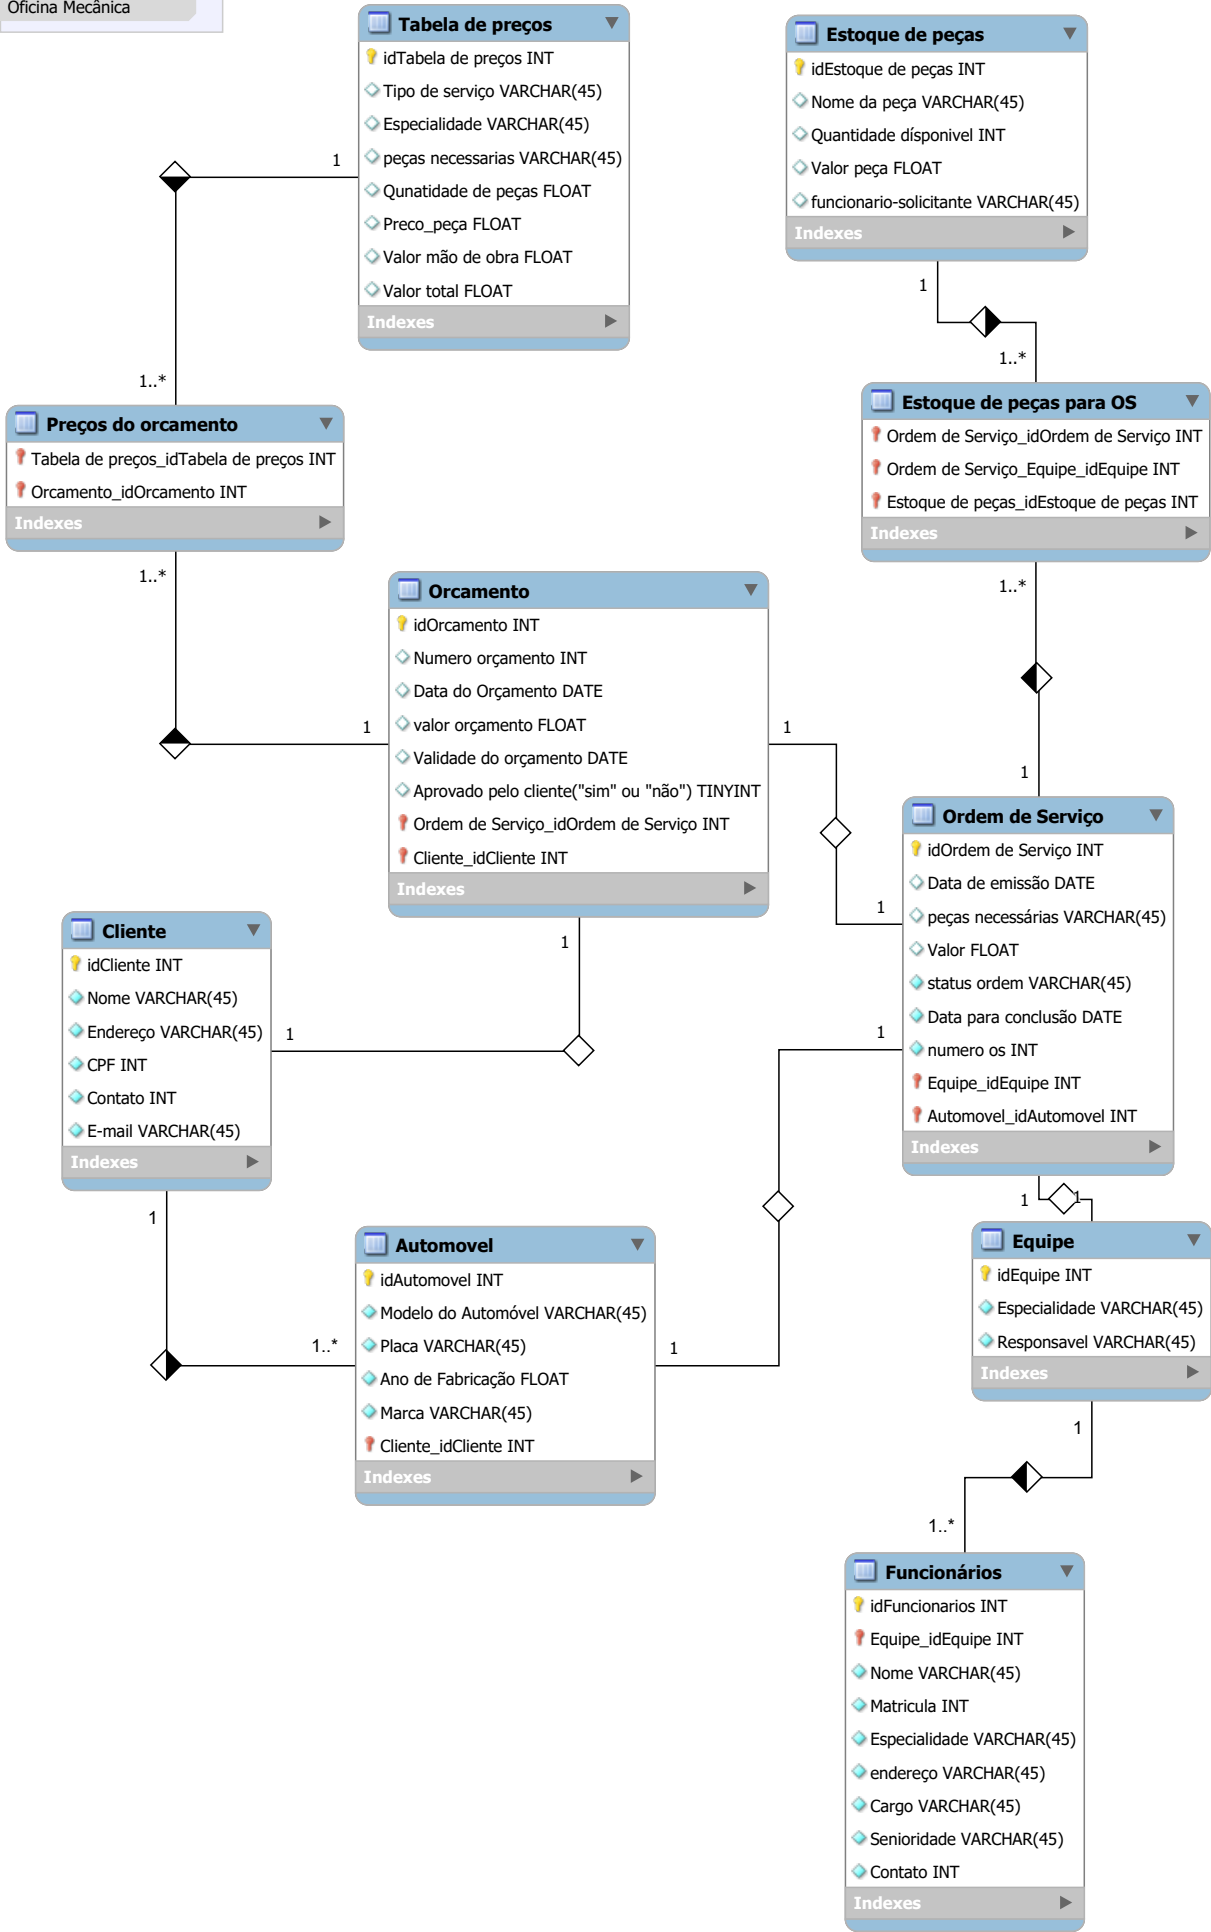 Oficina Mecânica
Tabela de preços
idTabela de preços INT
Tipo de serviço VARCHAR(45)
Especialidade VARCHAR(45)
peças necessarias VARCHAR(45)
Qunatidade de peças FLOAT
Preco_peça FLOAT
Valor mão de obra FLOAT
Valor total FLOAT
Indexes
Estoque de peças
idEstoque de peças INT
Nome da peça VARCHAR(45)
Quantidade dísponivel INT
Valor peça FLOAT
funcionario-solicitante VARCHAR(45)
Indexes
1
1..*
1
1..*
Preços do orcamento
Tabela de preços_idTabela de preços INT
Orcamento_idOrcamento INT
Indexes
1..*
1
Estoque de peças para OS
Ordem de Serviço_idOrdem de Serviço INT
Ordem de Serviço_Equipe_idEquipe INT
Estoque de peças_idEstoque de peças INT
Indexes
1..*
1
Orcamento
idOrcamento INT
Numero orçamento INT
Data do Orçamento DATE
valor orçamento FLOAT
Validade do orçamento DATE
Aprovado pelo cliente("sim" ou "não") TINYINT
Ordem de Serviço_idOrdem de Serviço INT
Cliente_idCliente INT
Indexes
1
1
1
1
Ordem de Serviço
idOrdem de Serviço INT
Data de emissão DATE
peças necessárias VARCHAR(45)
Valor FLOAT
status ordem VARCHAR(45)
Data para conclusão DATE
numero os INT
Equipe_idEquipe INT
Automovel_idAutomovel INT
Indexes
Cliente
idCliente INT
Nome VARCHAR(45)
Endereço VARCHAR(45)
CPF INT
Contato INT
E-mail VARCHAR(45)
Indexes
1
1..*
1
1
Automovel
idAutomovel INT
Modelo do Automóvel VARCHAR(45)
Placa VARCHAR(45)
Ano de Fabricação FLOAT
Marca VARCHAR(45)
Cliente_idCliente INT
Indexes
1
1
Equipe
idEquipe INT
Especialidade VARCHAR(45)
Responsavel VARCHAR(45)
Indexes
1
1..*
Funcionários
idFuncionarios INT
Equipe_idEquipe INT
Nome VARCHAR(45)
Matricula INT
Especialidade VARCHAR(45)
endereço VARCHAR(45)
Cargo VARCHAR(45)
Senioridade VARCHAR(45)
Contato INT
Indexes